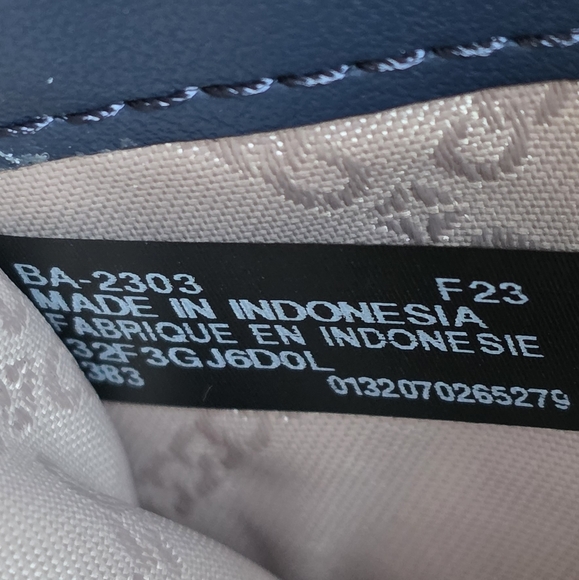 BA-2303 F23
MADE IN INDONESIA
FABRIQUE EN INDONESIE
32F3GJ6D0L
383 0132070265279